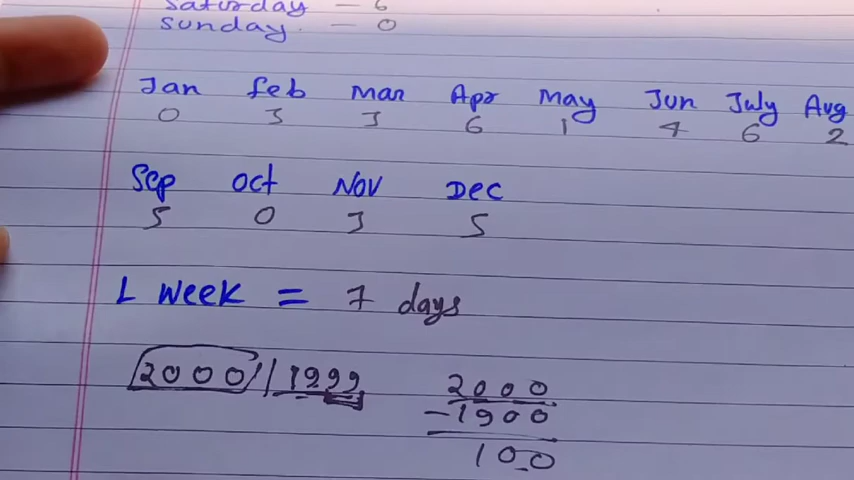 Saturday - 6
Sunday - 0
Jan Feb Mar Apr May Jun July Aug
0 3 3 6 1 4 6 2
Sep Oct Nov Dec
5 0 3 5
1 week = 7 days
2000 // 1999
2000
-1900
100